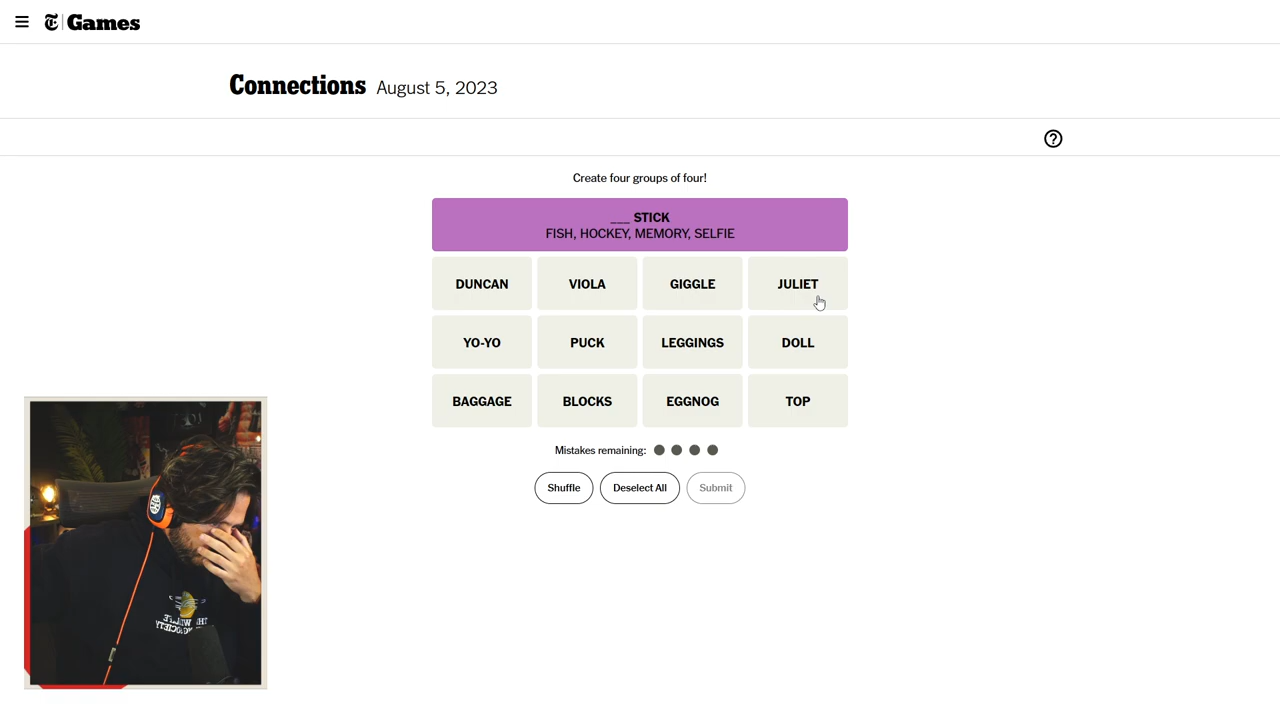 Games
Connections August 5, 2023
Create four groups of four!
___ STICK
FISH, HOCKEY, MEMORY, SELFIE
DUNCAN VIOLA GIGGLE JULIET
YO-YO PUCK LEGGINGS DOLL
BAGGAGE BLOCKS EGGNOG TOP
Mistakes remaining:
Shuffle Deselect All Submit